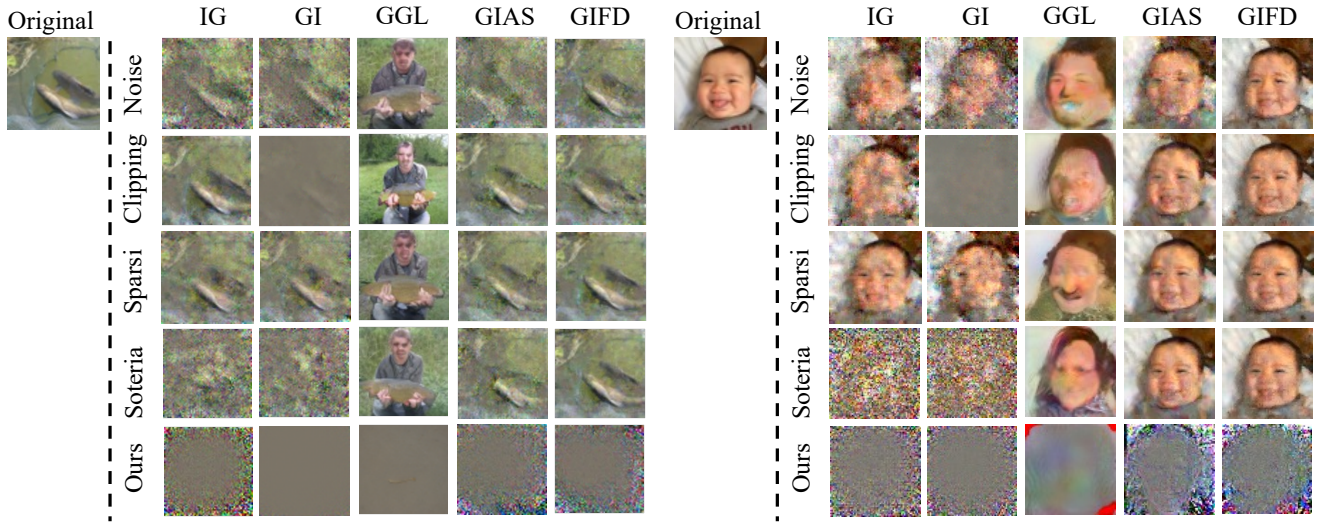 Original IG GI GGL GIAS GIFD
Noise
Clipping
Sparsi
Soteria
Ours
Original IG GI GGL GIAS GIFD
Noise
Clipping
Sparsi
Soteria
Ours